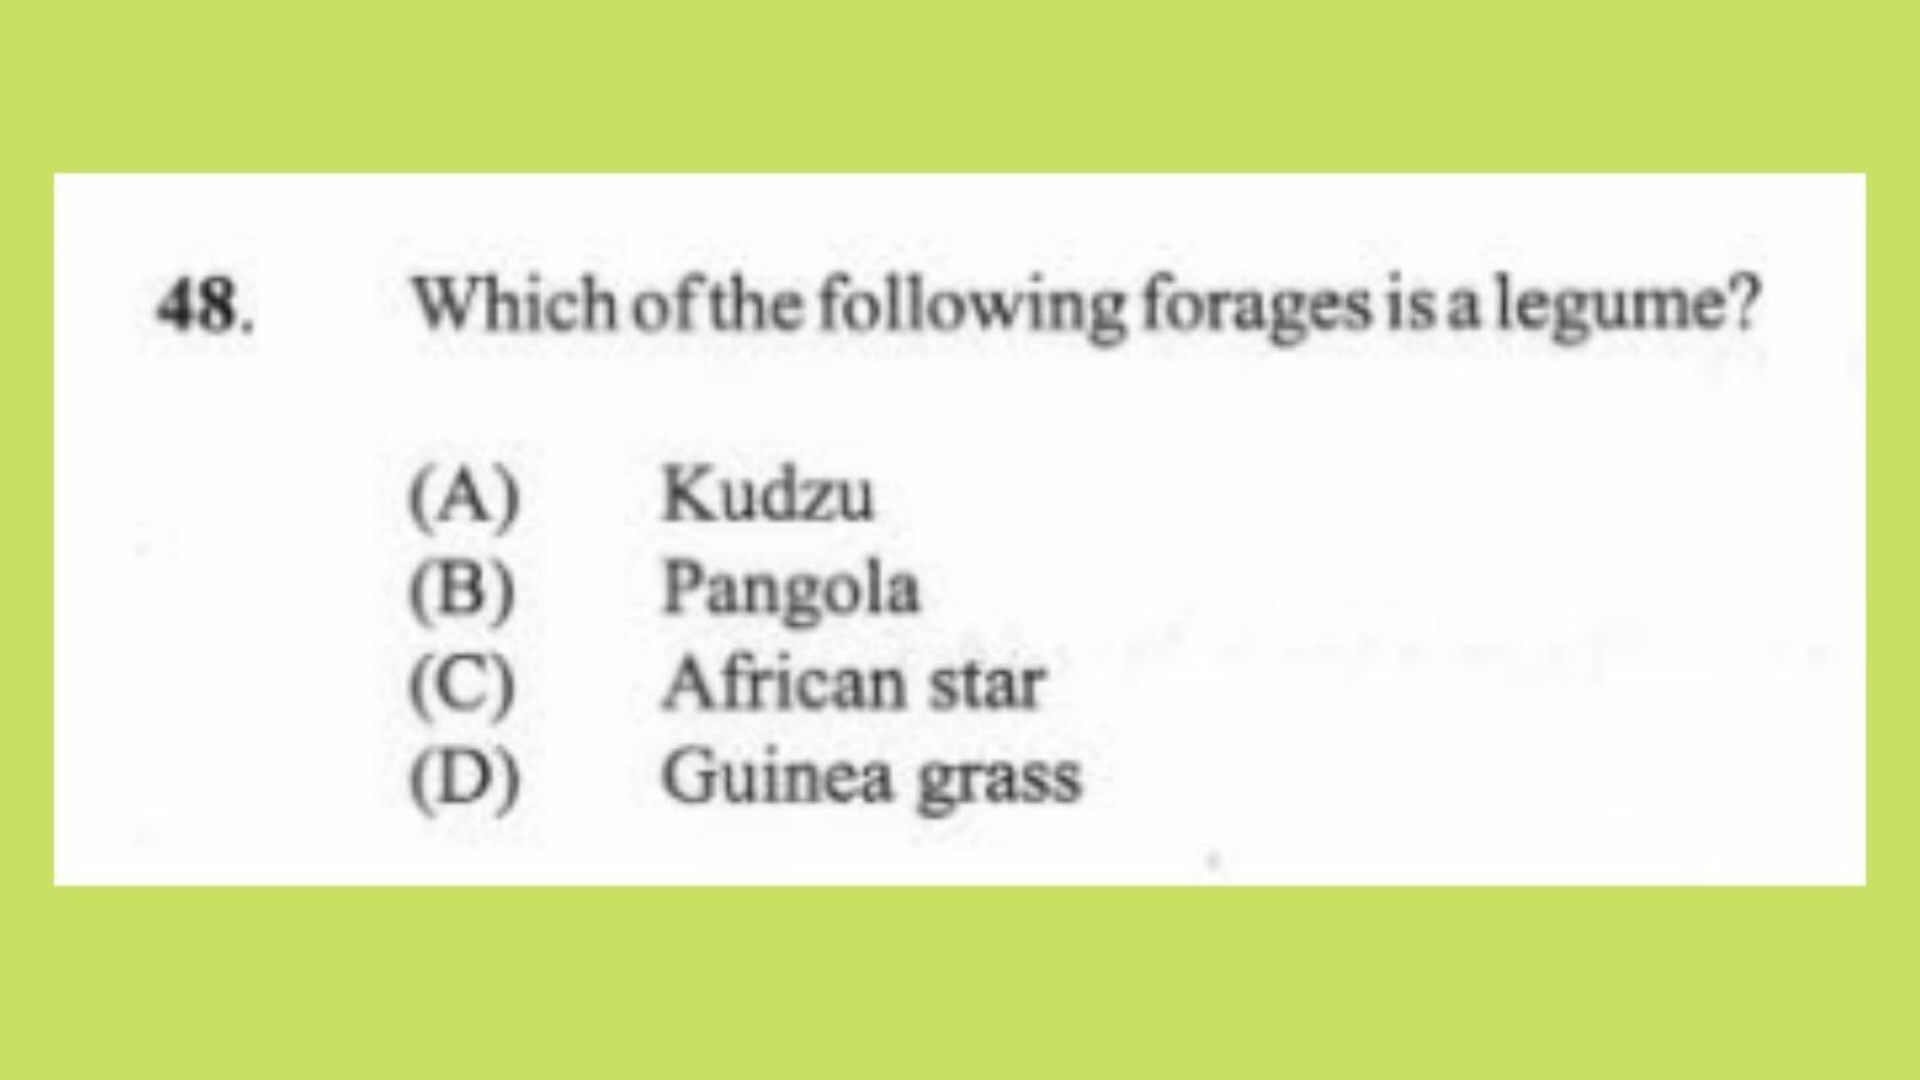 48. Which of the following forages is a legume?
(A) Kudzu
(B) Pangola
(C) African star
(D) Guinea grass